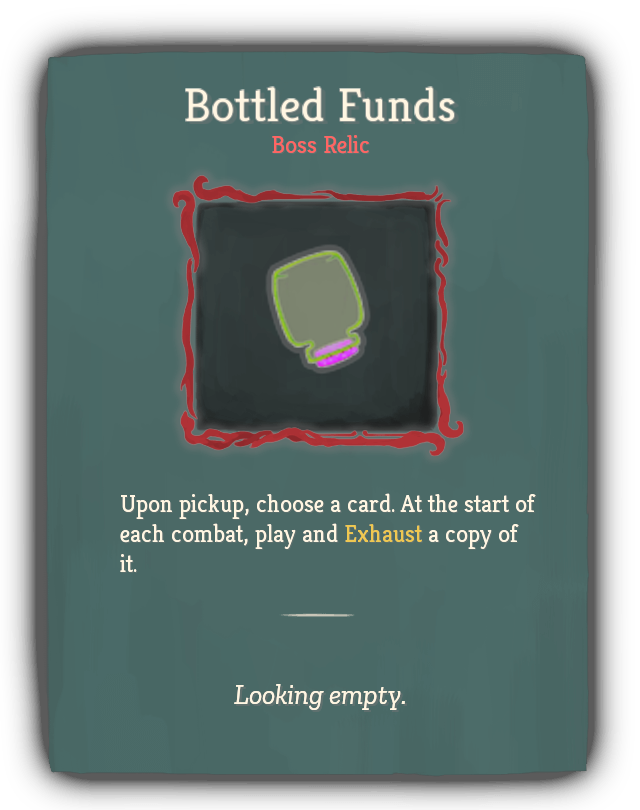 Bottled Funds
Boss Relic
Upon pickup, choose a card. At the start of
each combat, play and Exhaust a copy of
it.
Looking empty.